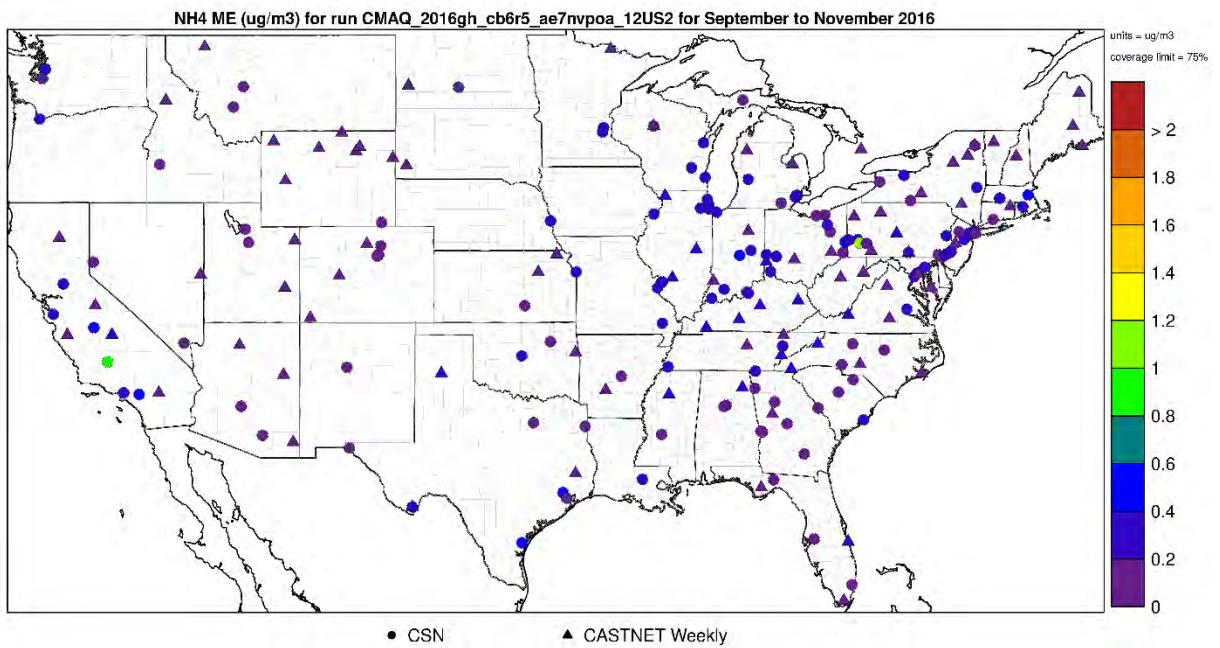 NH4 ME (ug/m3) for run CMAQ_2016gh_cb6r5_ae7nvpoa_12US2 for September to November 2016
units = ug/m3
coverage limit = 75%
> 2
1.8
1.6
1.4
1.2
1
0.8
0.6
0.4
0.2
0
CSN
CASTNET Weekly